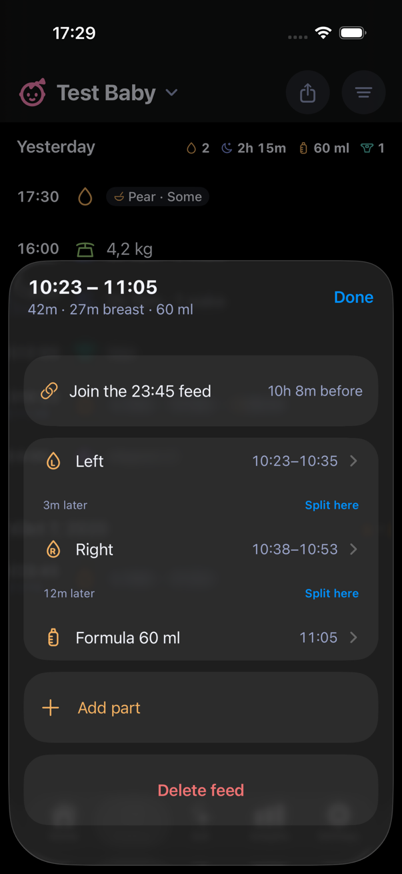 17:29
Test Baby
Yesterday 2 2h 15m 60 ml 1
17:30 Pear · Some
16:00 4,2 kg
10:23 – 11:05
Done
42m · 27m breast · 60 ml
Join the 23:45 feed 10h 8m before
L Left 10:23–10:35
3m later Split here
R Right 10:38–10:53
12m later Split here
Formula 60 ml 11:05
Add part
Delete feed